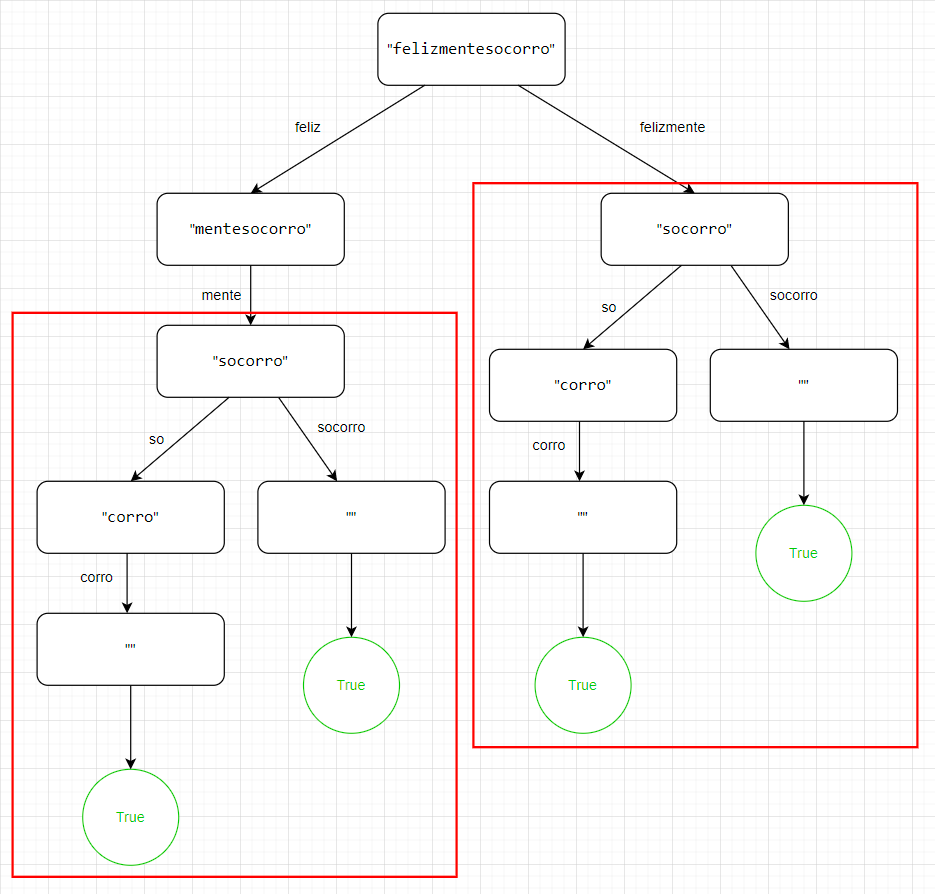 "felizmentesocorro"
feliz
felizmente
"mentesocorro"
"socorro"
mente
so
socorro
"socorro"
"corro"
""
so
socorro
corro
"corro"
""
""
True
corro
""
True
True
True